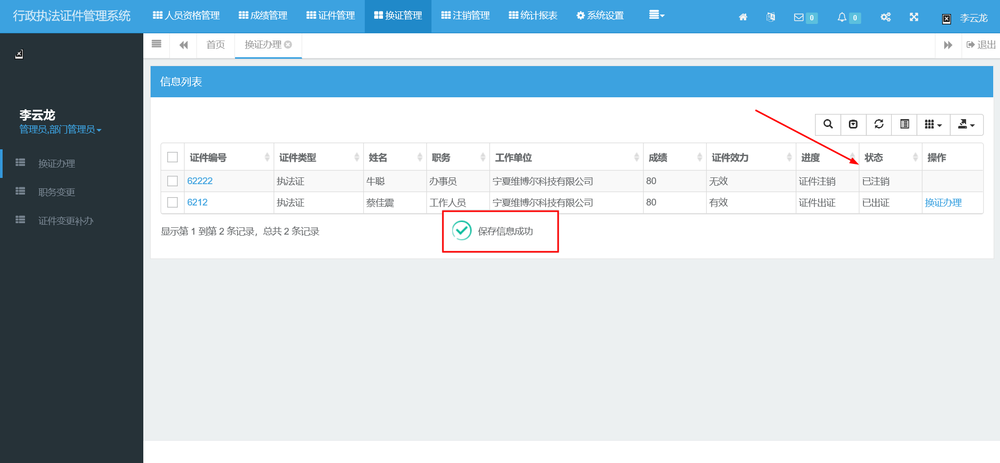 行政执法证件管理系统 人员资格管理 成绩管理 证件管理 换证管理 注销管理 统计报表 系统设置 0 0 李云龙
首页 换证办理 退出
信息列表
李云龙
管理员,部门管理员
换证办理
职务变更
证件变更补办
证件编号 证件类型 姓名 职务 工作单位 成绩 证件效力 进度 状态 操作
62222 执法证 牛聪 办事员 宁夏维博尔科技有限公司 80 无效 证件注销 已注销
6212 执法证 蔡佳震 工作人员 宁夏维博尔科技有限公司 80 有效 证件出证 已出证 换证办理
显示第 1 到第 2 条记录，总共 2 条记录
保存信息成功